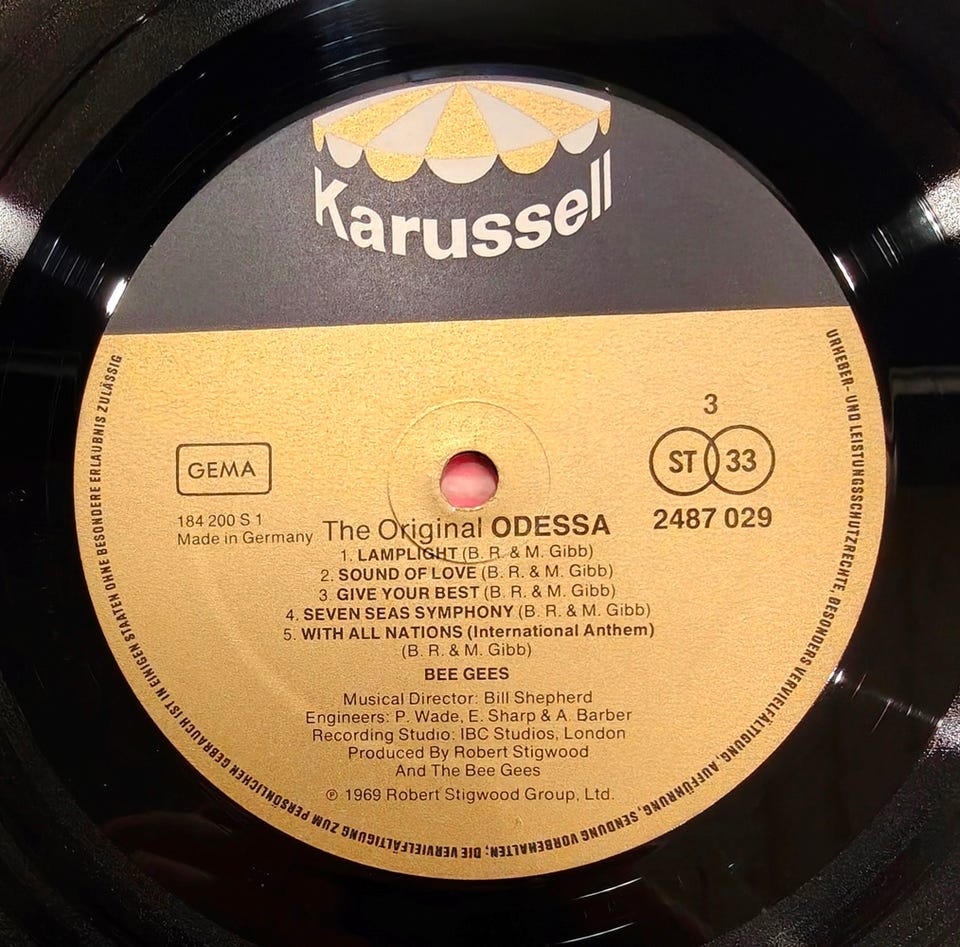 Karussell
3
GEMA
ST 33
184 200 S 1
2487 029
Made in Germany
The Original ODESSA
1. LAMPLIGHT (B. R. & M. Gibb)
2. SOUND OF LOVE (B. R. & M. Gibb)
3. GIVE YOUR BEST (B. R. & M. Gibb)
4. SEVEN SEAS SYMPHONY (B. R. & M. Gibb)
5. WITH ALL NATIONS (International Anthem)
(B. R. & M. Gibb)
BEE GEES
Musical Director: Bill Shepherd
Engineers: P. Wade, E. Sharp & A. Barber
Recording Studio: IBC Studios, London
Produced By Robert Stigwood
And The Bee Gees
℗ 1969 Robert Stigwood Group, Ltd.
URHEBER- UND LEISTUNGSSCHUTZRECHTE, BESONDERS VERVIELFÄLTIGUNG, AUFFÜHRUNG, SENDUNG VORBEHALTEN; DIE VERVIELFÄLTIGUNG ZUM PERSÖNLICHEN GEBRAUCH IST IN EINIGEN STAATEN OHNE BESONDERE ERLAUBNIS ZULÄSSIG